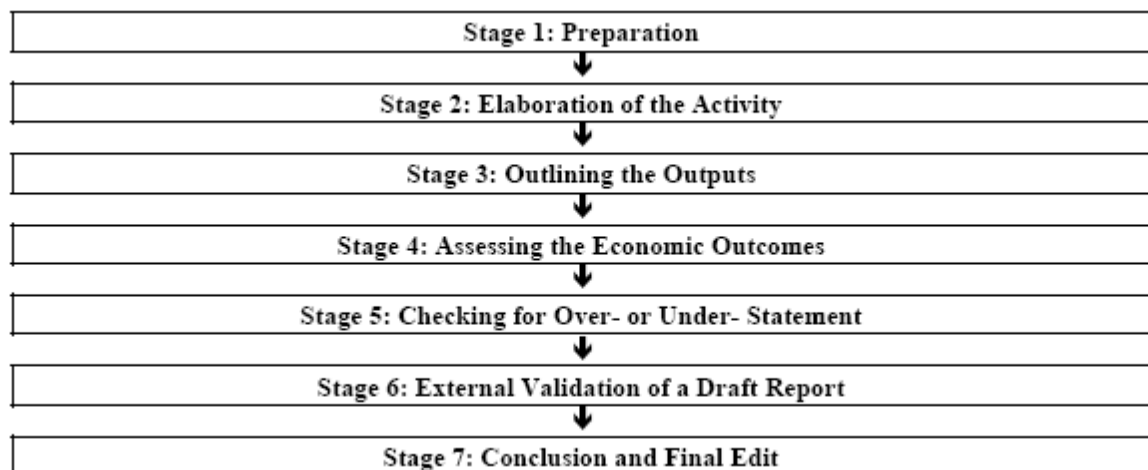 Stage 1: Preparation
Stage 2: Elaboration of the Activity
Stage 3: Outlining the Outputs
Stage 4: Assessing the Economic Outcomes
Stage 5: Checking for Over- or Under- Statement
Stage 6: External Validation of a Draft Report
Stage 7: Conclusion and Final Edit